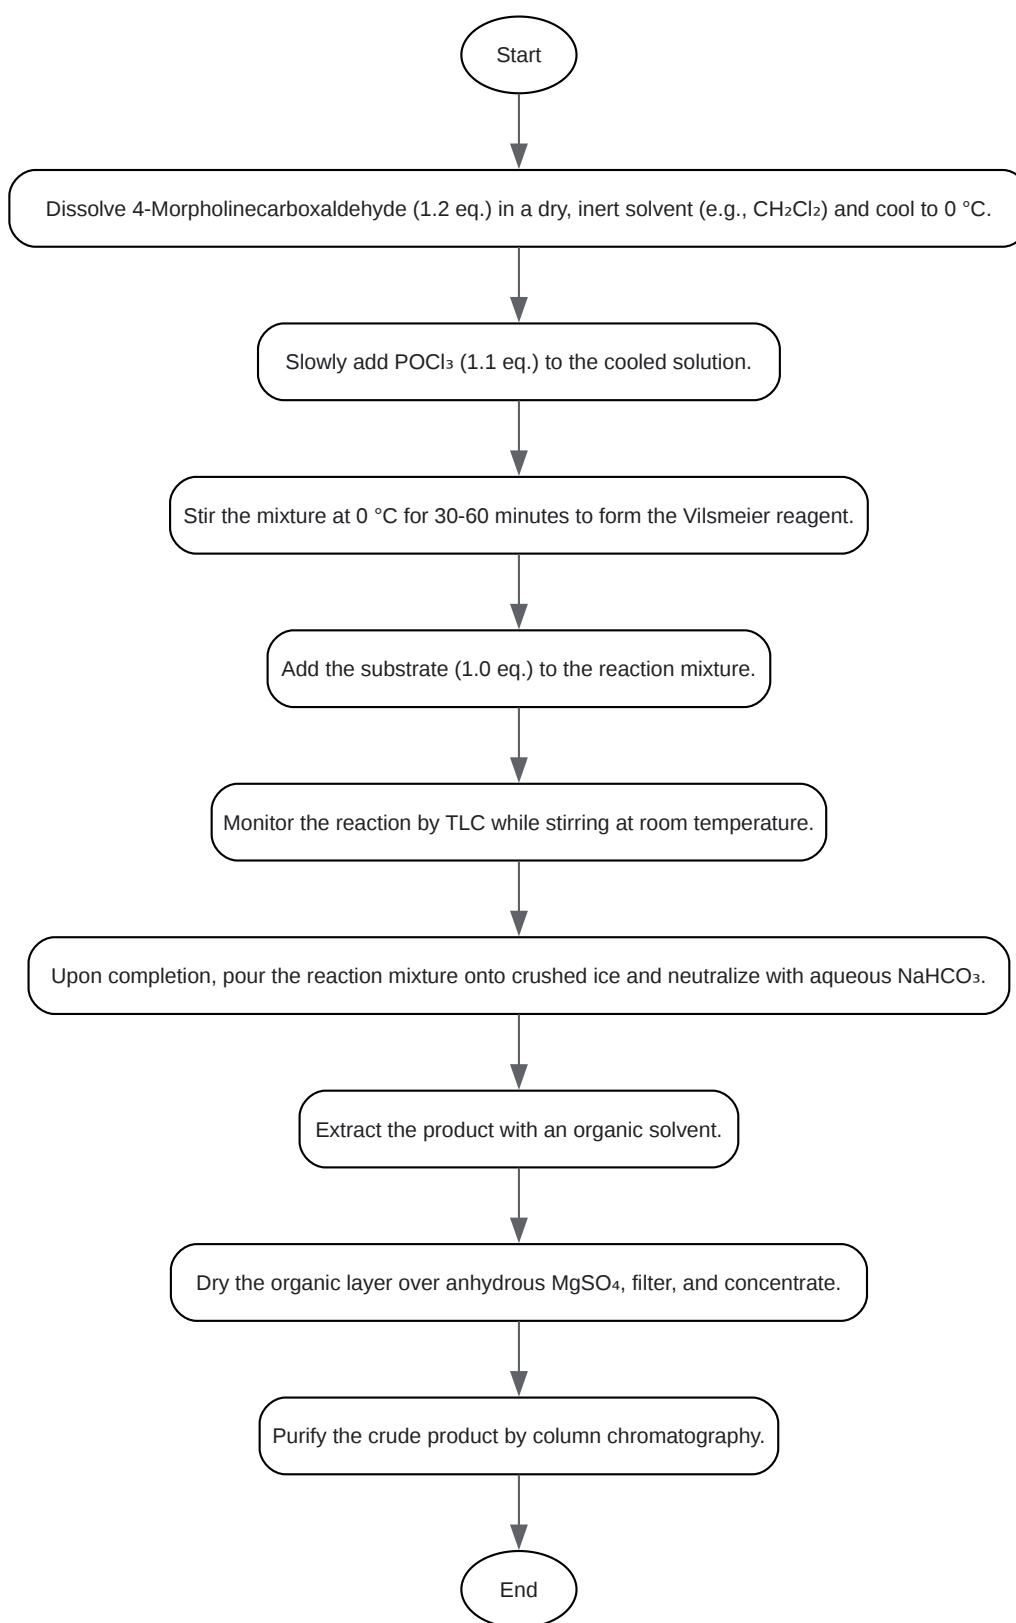 Start
Dissolve 4-Morpholinecarboxaldehyde (1.2 eq.) in a dry, inert solvent (e.g., CH₂Cl₂) and cool to 0 °C.
Slowly add POCl₃ (1.1 eq.) to the cooled solution.
Stir the mixture at 0 °C for 30-60 minutes to form the Vilsmeier reagent.
Add the substrate (1.0 eq.) to the reaction mixture.
Monitor the reaction by TLC while stirring at room temperature.
Upon completion, pour the reaction mixture onto crushed ice and neutralize with aqueous NaHCO₃.
Extract the product with an organic solvent.
Dry the organic layer over anhydrous MgSO₄, filter, and concentrate.
Purify the crude product by column chromatography.
End